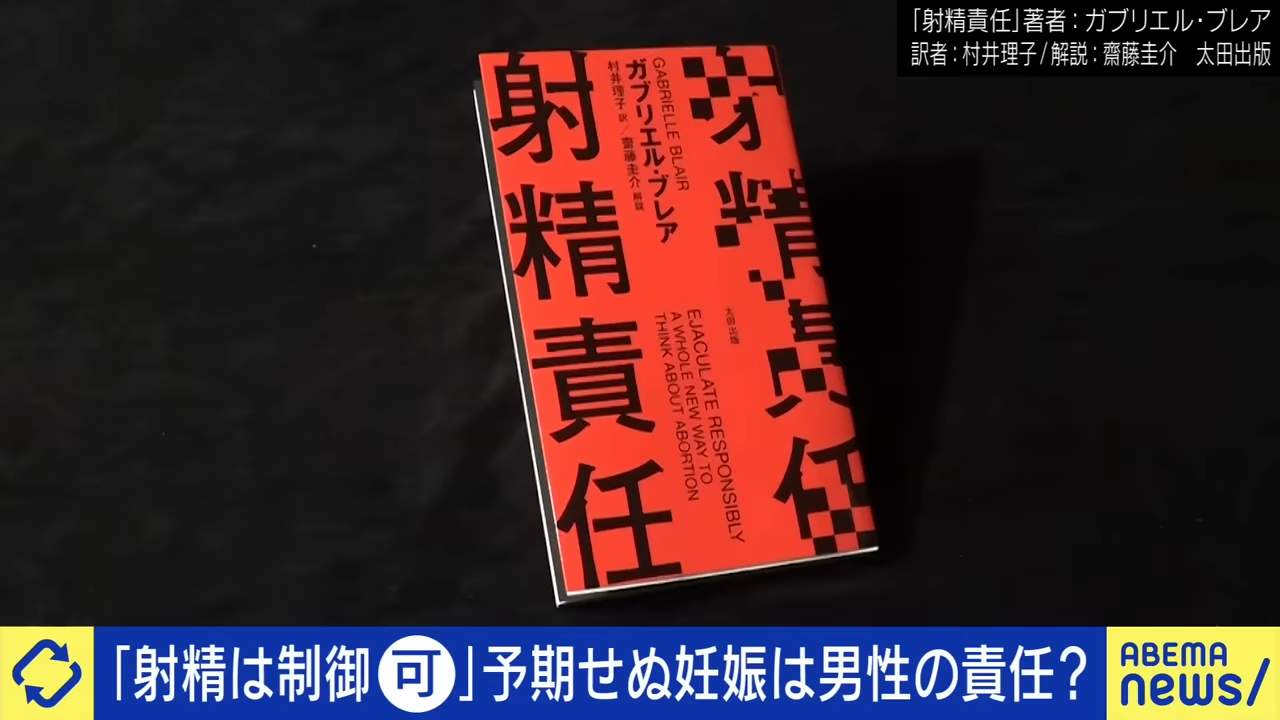 「射精責任」著者：ガブリエル・ブレア
訳者：村井理子/解説：齋藤圭介　太田出版
射精責任
GABRIELLE BLAIR
ガブリエル・ブレア
村井理子 訳／齋藤圭介 解説
EJACULATE RESPONSIBLY
A WHOLE NEW WAY TO
THINK ABOUT ABORTION
太田出版
射精責任
「射精は制御可」予期せぬ妊娠は男性の責任?
ABEMA
news/